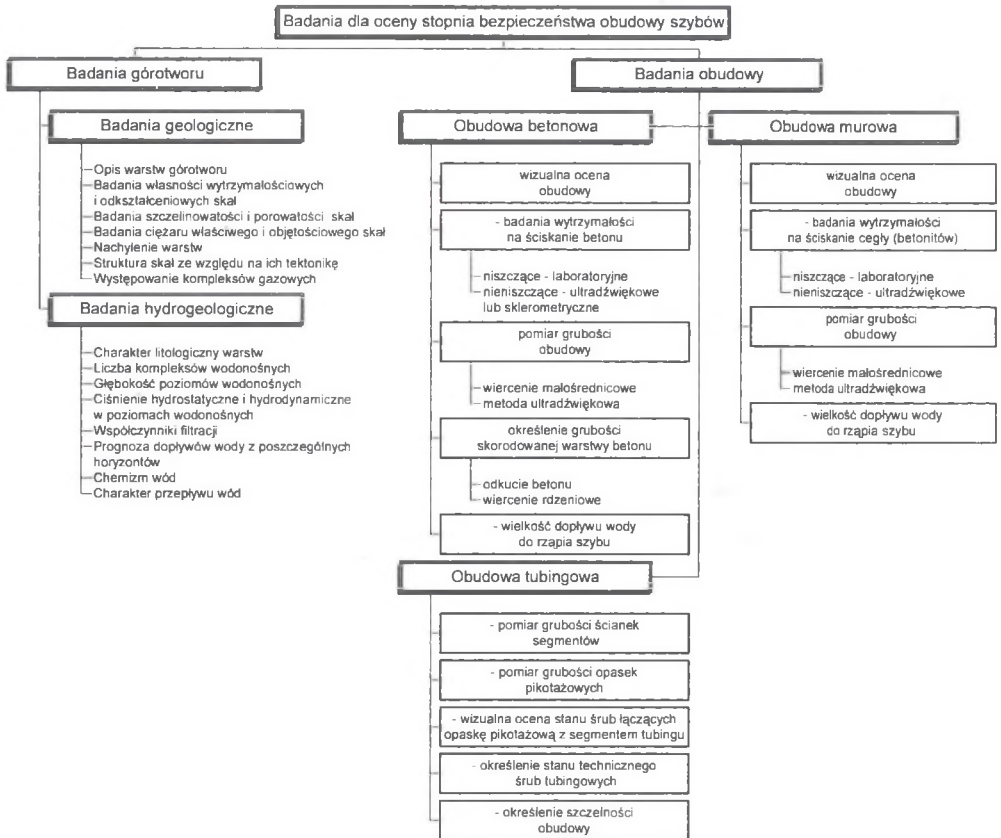 Badania dla oceny stopnia bezpieczeństwa obudowy szybów
Badania górotworu
Badania geologiczne
Opis warstw górotworu
Badania własności wytrzymałościowych
i odkształceniowych skał
Badania szczelinowatości i porowatości skał
Badania ciężaru właściwego i objętościowego skał
Nachylenie warstw
Struktura skał ze względu na ich tektonikę
Występowanie kompleksów gazowych
Badania hydrogeologiczne
Charakter litologiczny warstw
Liczba kompleksów wodonośnych
Głębokość poziomów wodonośnych
Ciśnienie hydrostatyczne i hydrodynamiczne
w poziomach wodonośnych
Współczynniki filtracji
Prognoza dopływów wody z poszczególnych
horyzontów
Chemizm wód
Charakter przepływu wód
Badania obudowy
Obudowa betonowa
wizualna ocena
obudowy
- badania wytrzymałości
na ściskanie betonu
niszczące - laboratoryjne
nieniszczące - ultradźwiękowe
lub sklerometryczne
pomiar grubości
obudowy
wiercenie małośrednicowe
metoda ultradźwiękowa
określenie grubości
skorodowanej warstwy betonu
odkucie betonu
wiercenie rdzeniowe
- wielkość dopływu wody
do rząpia szybu
Obudowa murowa
wizualna ocena
obudowy
- badania wytrzymałości
na ściskanie cegły (betonitów)
niszczące - laboratoryjne
nieniszczące - ultradźwiękowa
pomiar grubości
obudowy
wiercenie małośrednicowe
metoda ultradźwiękowa
- wielkość dopływu wody
do rząpia szybu
Obudowa tubingowa
- pomiar grubości ścianek
segmentów
- pomiar grubości opasek
pikotażowych
- wizualna ocena stanu śrub łączących
opaskę pikotażową z segmentem tubingu
- określenie stanu technicznego
śrub tubingowych
- określenie szczelności
obudowy